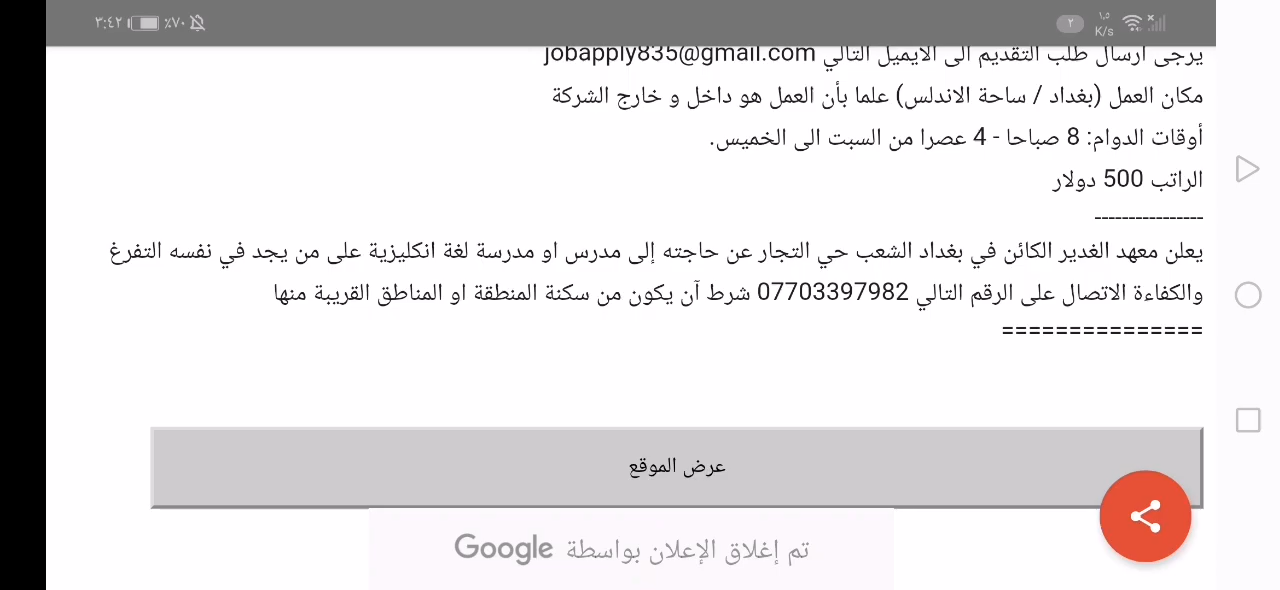 ٣:٤٢ ٪٧٠
٢ ١,٥ K/s
يرجى ارسال طلب التقديم الى الايميل التالي jobapply835@gmail.com
مكان العمل (بغداد / ساحة الاندلس) علما بأن العمل هو داخل و خارج الشركة
أوقات الدوام: 8 صباحا - 4 عصرا من السبت الى الخميس.
الراتب 500 دولار
----------------
يعلن معهد الغدير الكائن في بغداد الشعب حي التجار عن حاجته إلى مدرس او مدرسة لغة انكليزية على من يجد في نفسه التفرغ
والكفاءة الاتصال على الرقم التالي 07703397982 شرط آن يكون من سكنة المنطقة او المناطق القريبة منها
===============
عرض الموقع
تم إغلاق الإعلان بواسطة Google